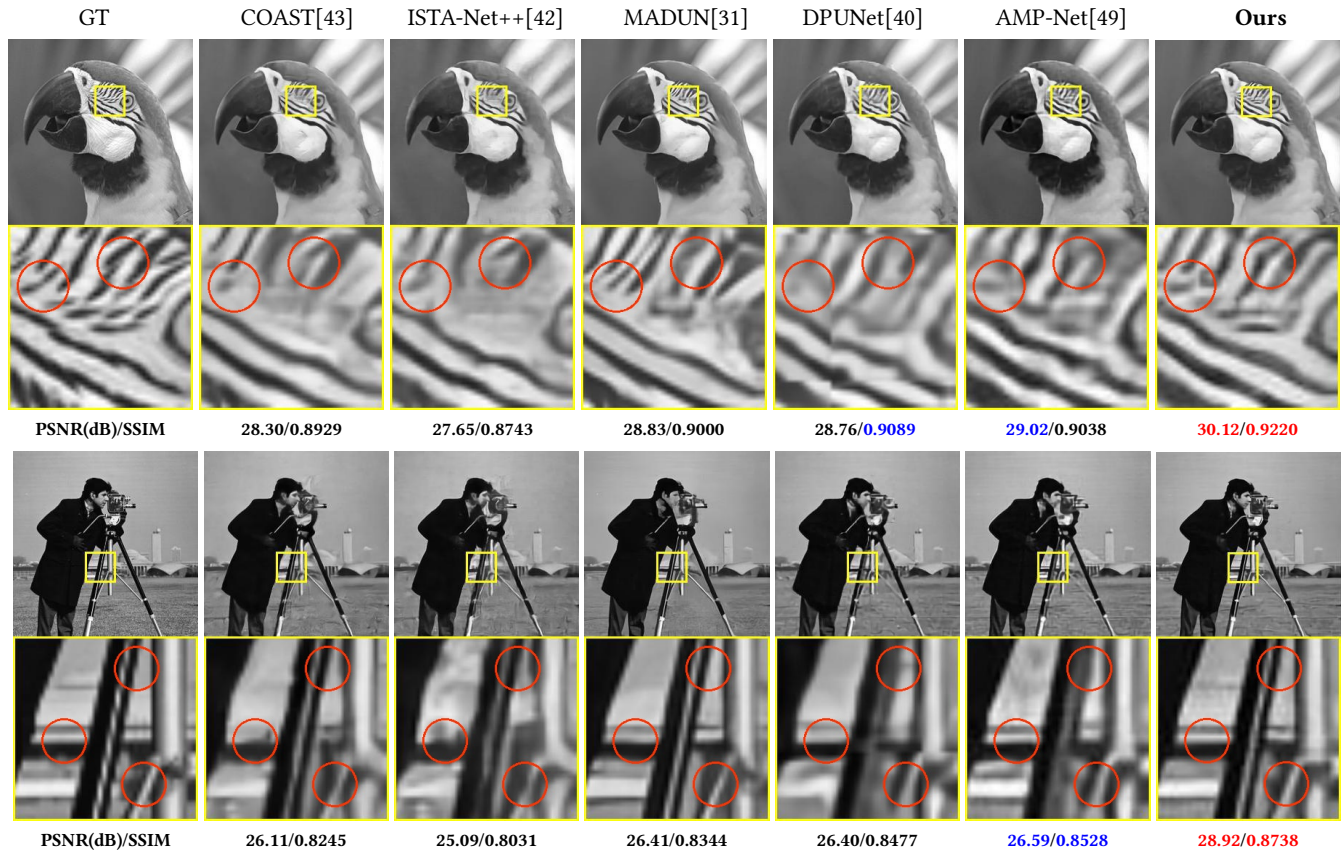 GT COAST[43] ISTA-Net++[42] MADUN[31] DPUNet[40] AMP-Net[49] Ours
PSNR(dB)/SSIM 28.30/0.8929 27.65/0.8743 28.83/0.9000 28.76/0.9089 29.02/0.9038 30.12/0.9220
PSNR(dB)/SSIM 26.11/0.8245 25.09/0.8031 26.41/0.8344 26.40/0.8477 26.59/0.8528 28.92/0.8738